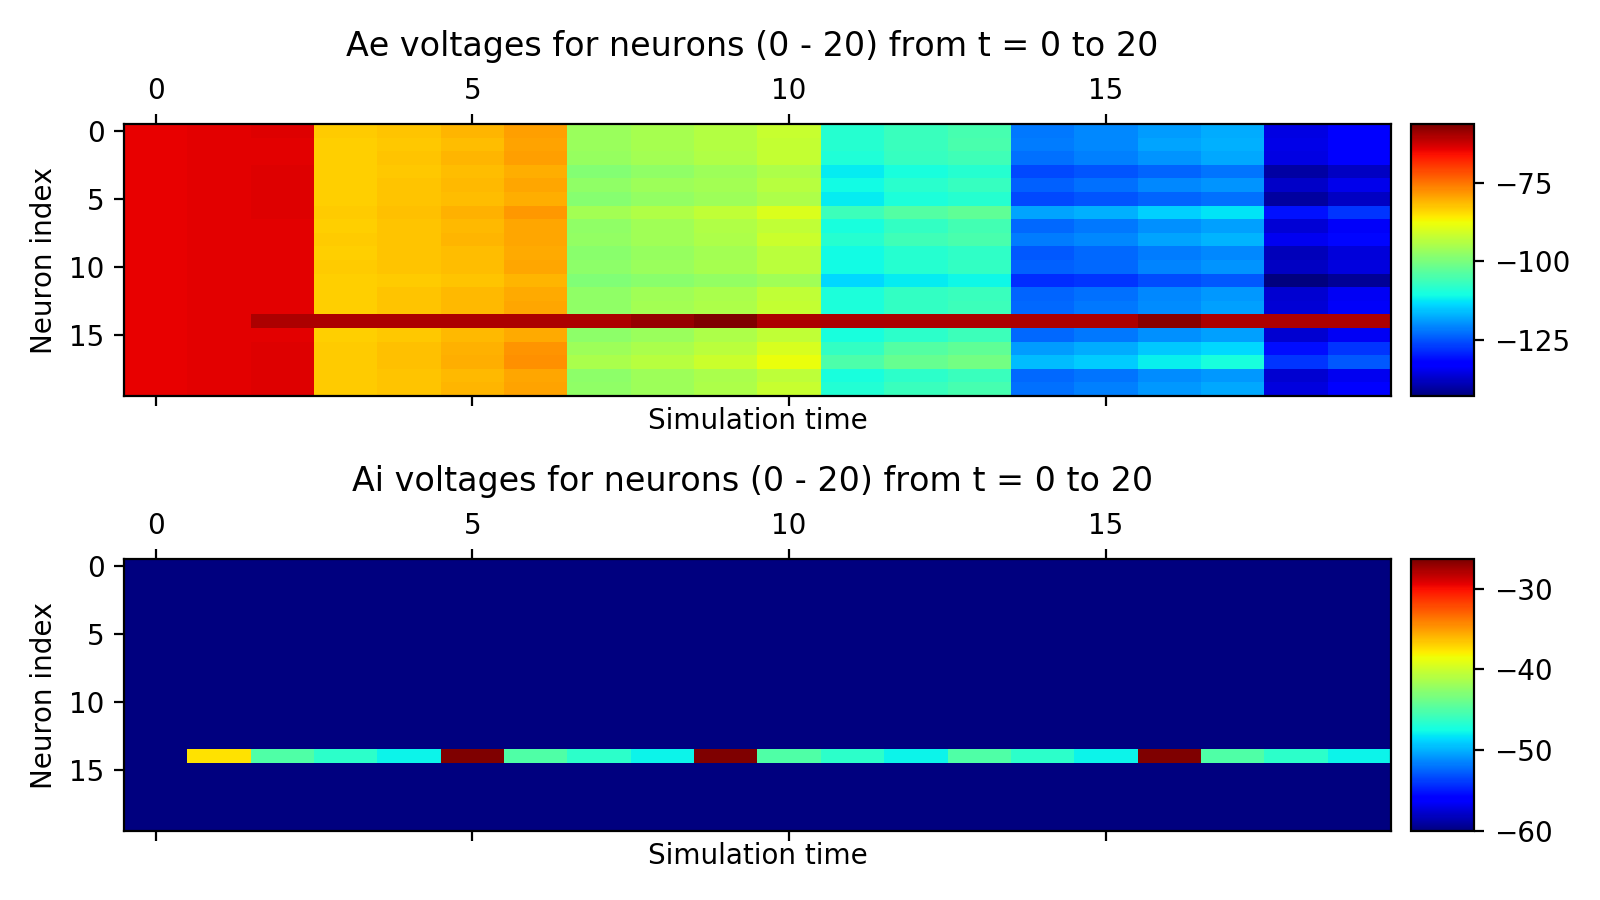 Ae voltages for neurons (0 - 20) from t = 0 to 20
0 5 10 15
Neuron index
0
5
10
15
Simulation time
−75
−100
−125
Ai voltages for neurons (0 - 20) from t = 0 to 20
0 5 10 15
Neuron index
0
5
10
15
Simulation time
−30
−40
−50
−60